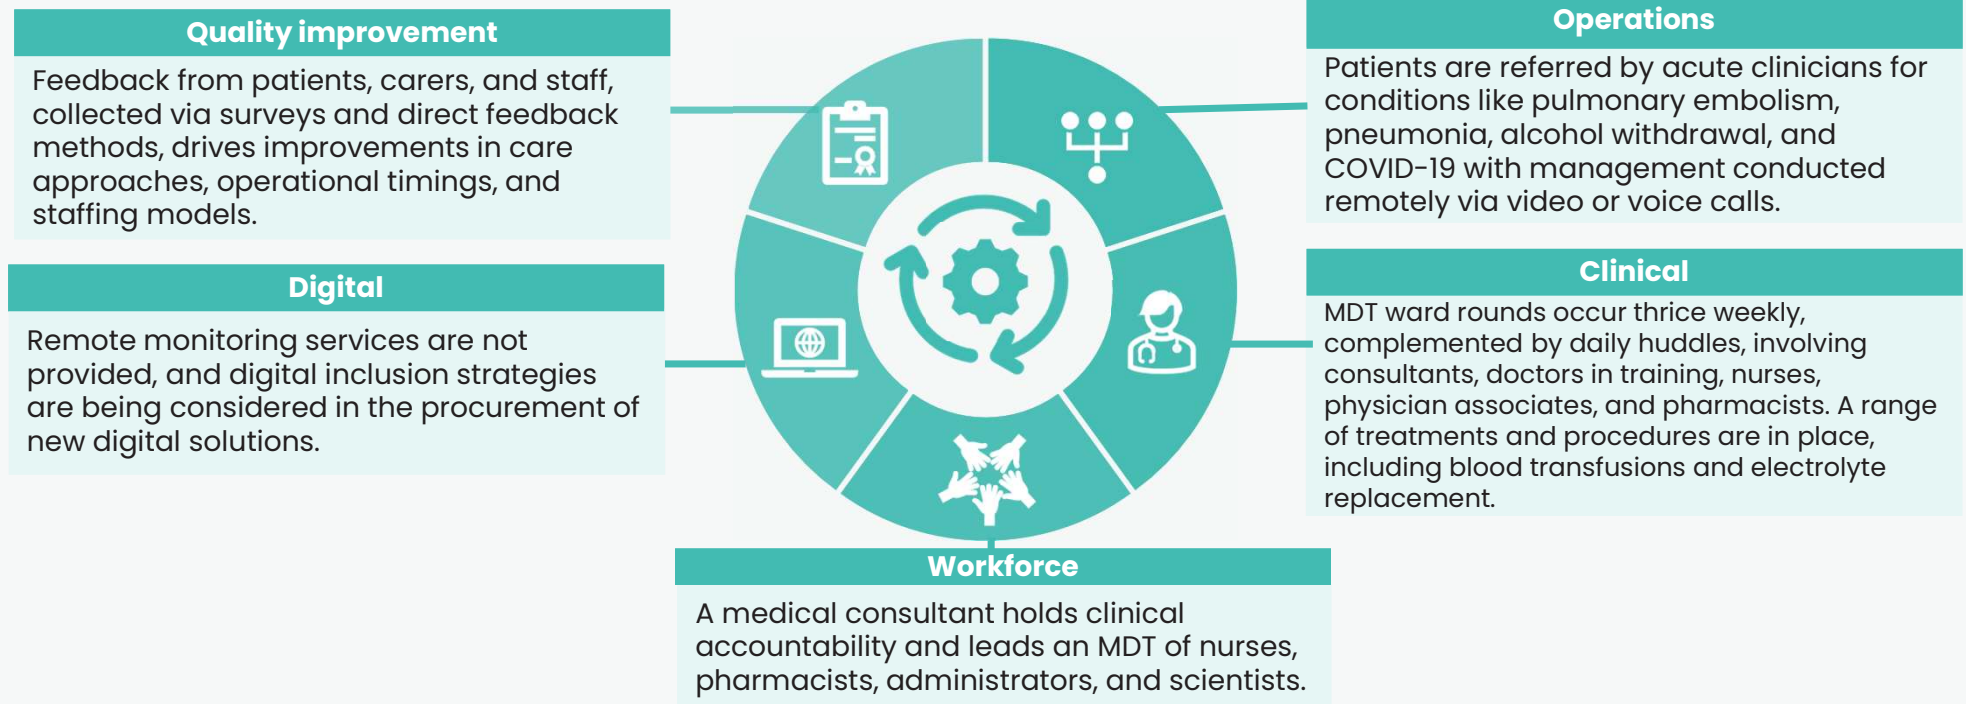 Quality improvement
Feedback from patients, carers, and staff,
collected via surveys and direct feedback
methods, drives improvements in care
approaches, operational timings, and
staffing models.
Digital
Remote monitoring services are not
provided, and digital inclusion strategies
are being considered in the procurement of
new digital solutions.
Operations
Patients are referred by acute clinicians for
conditions like pulmonary embolism,
pneumonia, alcohol withdrawal, and
COVID-19 with management conducted
remotely via video or voice calls.
Clinical
MDT ward rounds occur thrice weekly,
complemented by daily huddles, involving
consultants, doctors in training, nurses,
physician associates, and pharmacists. A range
of treatments and procedures are in place,
including blood transfusions and electrolyte
replacement.
Workforce
A medical consultant holds clinical
accountability and leads an MDT of nurses,
pharmacists, administrators, and scientists.